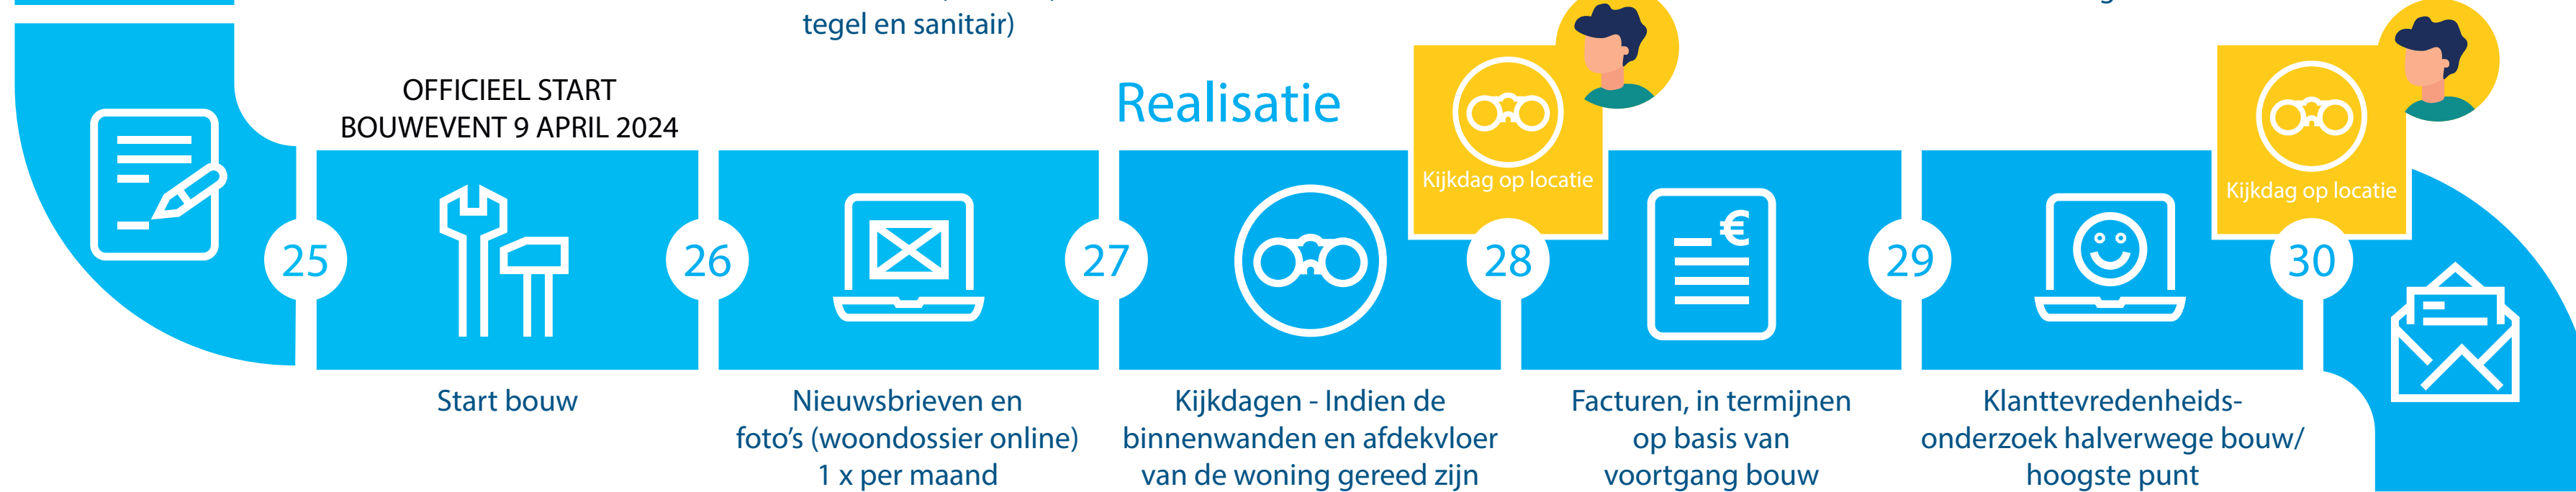 tegel en sanitair)
OFFICIEEL START
BOUWEVENT 9 APRIL 2024
Realisatie
Kijkdag op locatie
Kijkdag op locatie
25
26
27
28
29
30
€
Start bouw
Nieuwsbrieven en
foto's (woondossier online)
1 x per maand
Kijkdagen - Indien de
binnenwanden en afdekvloer
van de woning gereed zijn
Facturen, in termijnen
op basis van
voortgang bouw
Klanttevredenheids-
onderzoek halverwege bouw/
hoogste punt